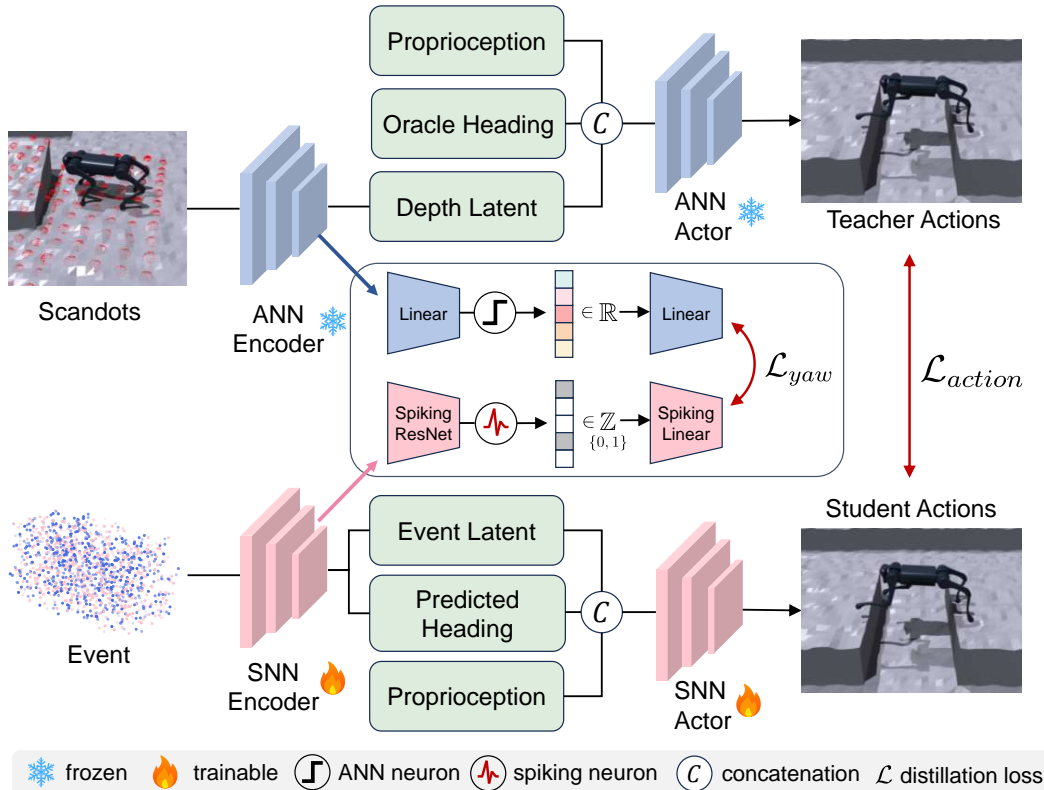 Proprioception
Oracle Heading
Depth Latent
C
Scandots
ANN
Encoder
ANN
Actor
Teacher Actions
Linear
∈ ℝ
Linear
Spiking
ResNet
∈ ℤ
{0, 1}
Spiking
Linear
ℒyaw
ℒaction
Event
SNN
Encoder
Event Latent
Predicted
Heading
Proprioception
C
SNN
Actor
Student Actions
frozen
trainable
ANN neuron
spiking neuron
C concatenation
ℒ distillation loss